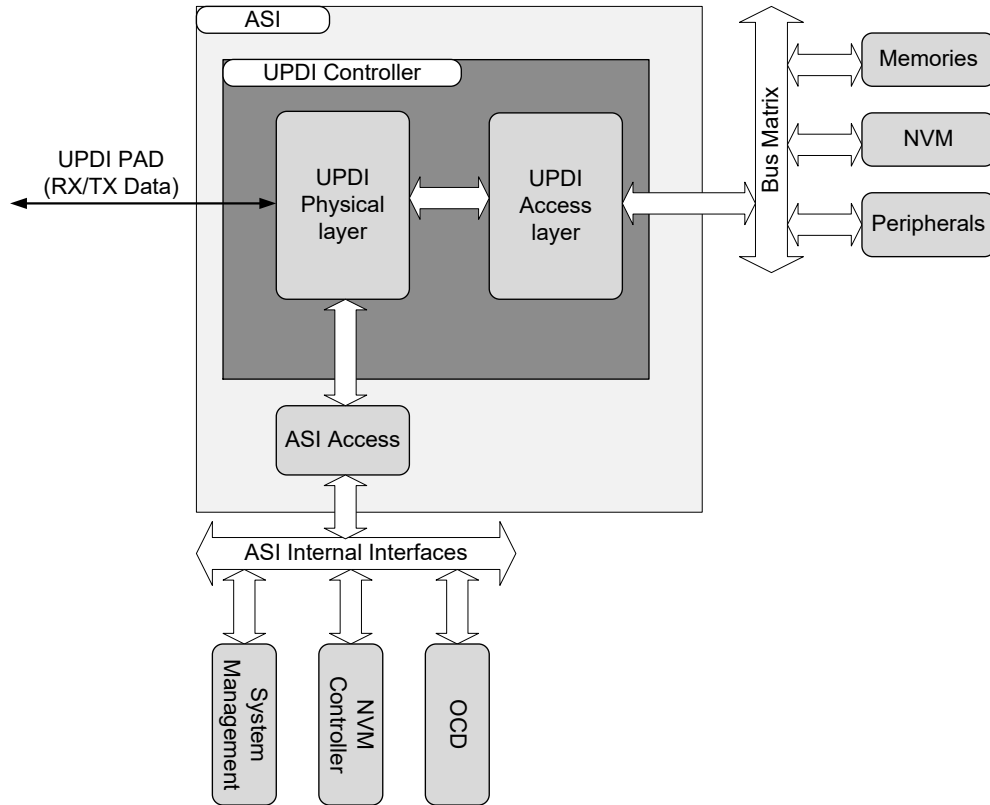 ASI
UPDI Controller
UPDI PAD
(RX/TX Data)
UPDI
Physical
layer
UPDI
Access
layer
Bus Matrix
Memories
NVM
Peripherals
ASI Access
ASI Internal Interfaces
System
Management
NVM
Controller
OCD